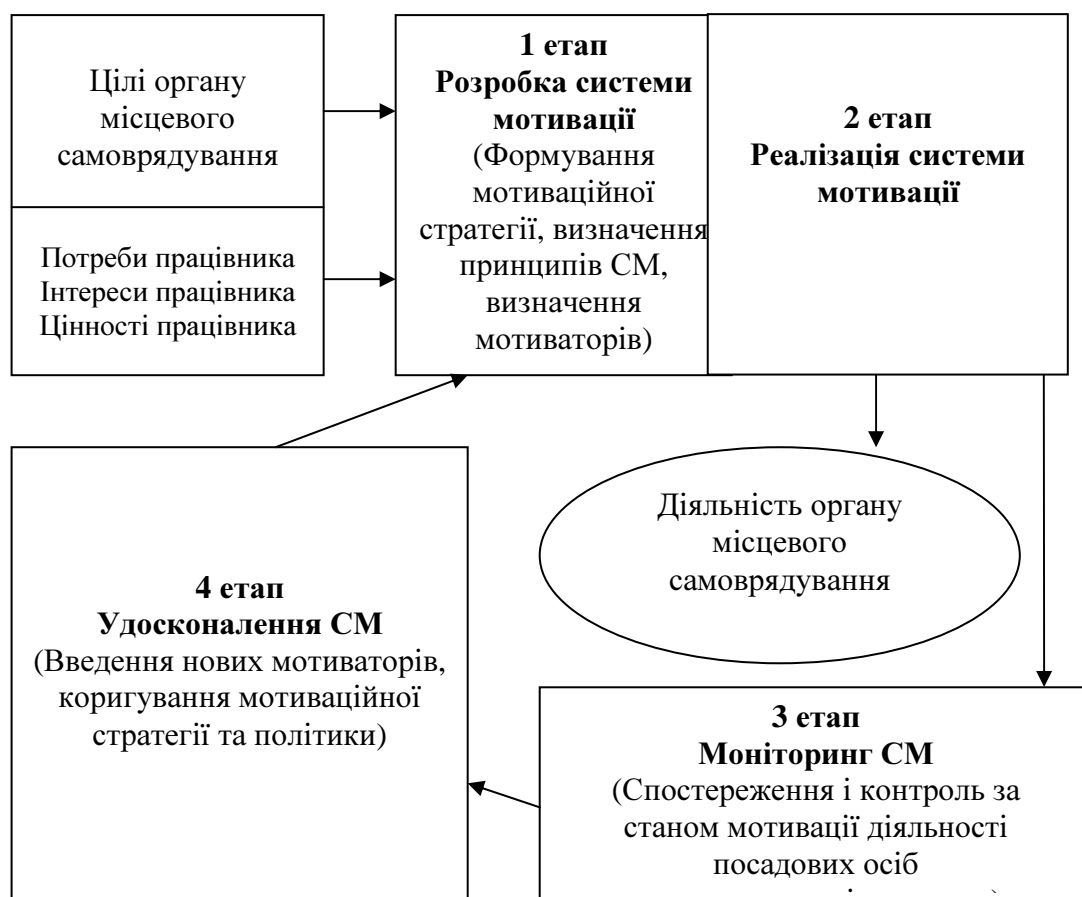 Цілі органу
місцевого
самоврядування
Потреби працівника
Інтереси працівника
Цінності працівника
1 етап
Розробка системи
мотивації
(Формування
мотиваційної
стратегії, визначення
принципів СМ,
визначення
мотиваторів)
2 етап
Реалізація системи
мотивації
Діяльність органу
місцевого
самоврядування
4 етап
Удосконалення СМ
(Введення нових мотиваторів,
коригування мотиваційної
стратегії та політики)
3 етап
Моніторинг СМ
(Спостереження і контроль за
станом мотивації діяльності
посадових осіб